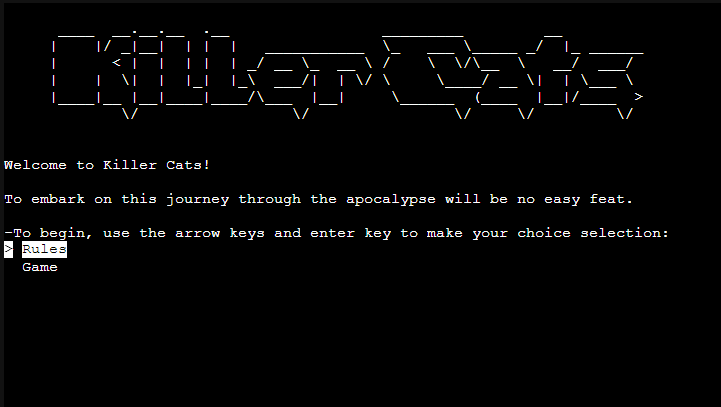 Killer Cats
Welcome to Killer Cats!
To embark on this journey through the apocalypse will be no easy feat.
-To begin, use the arrow keys and enter key to make your choice selection:
> Rules
Game